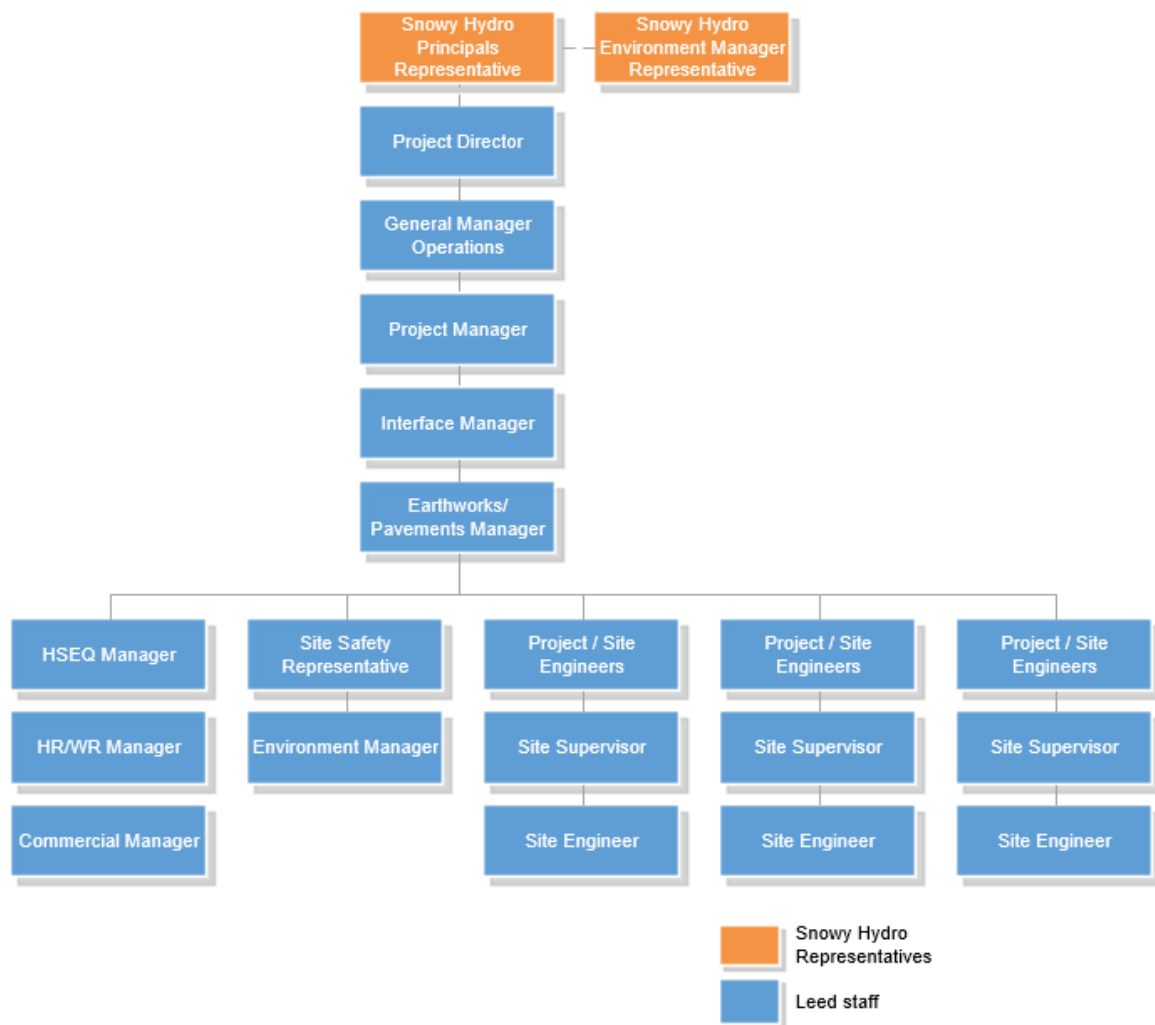 Snowy Hydro
Principals
Representative
Snowy Hydro
Environment Manager
Representative
Project Director
General Manager
Operations
Project Manager
Interface Manager
Earthworks/
Pavements Manager
HSEQ Manager
Site Safety
Representative
Project / Site
Engineers
Project / Site
Engineers
Project / Site
Engineers
HR/WR Manager
Environment Manager
Site Supervisor
Site Supervisor
Site Supervisor
Commercial Manager
Site Engineer
Site Engineer
Site Engineer
Snowy Hydro
Representatives
Leed staff